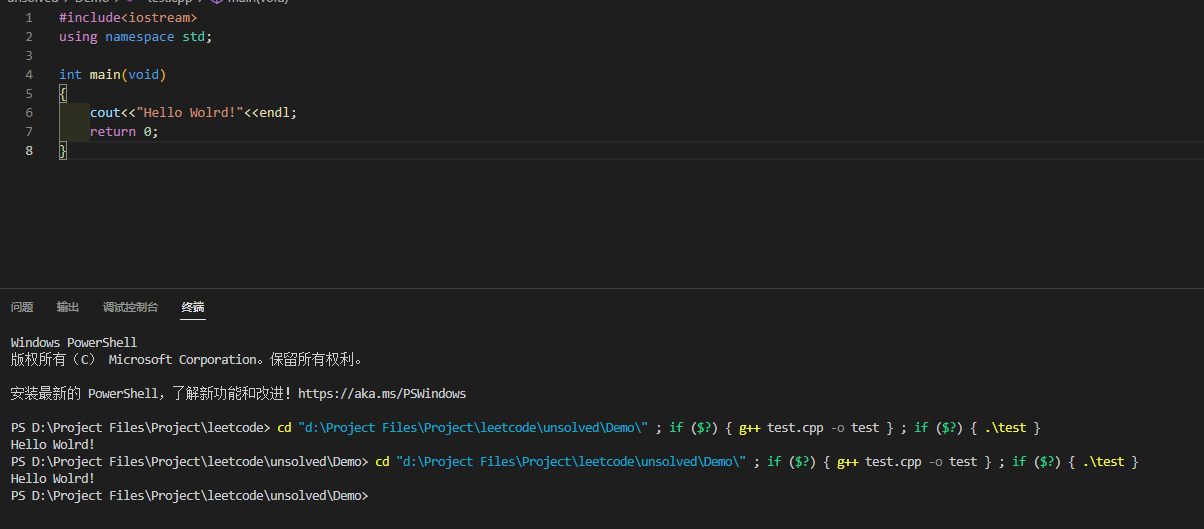 unsolved > Demo > test.cpp > main(void)
1 #include<iostream>
2 using namespace std;
3
4 int main(void)
5 {
6 cout<<"Hello Wolrd!"<<endl;
7 return 0;
8 }
问题 输出 调试控制台 终端
Windows PowerShell
版权所有（C） Microsoft Corporation。保留所有权利。
安装最新的 PowerShell，了解新功能和改进！https://aka.ms/PSWindows
PS D:\Project Files\Project\leetcode> cd "d:\Project Files\Project\leetcode\unsolved\Demo\" ; if ($?) { g++ test.cpp -o test } ; if ($?) { .\test }
Hello Wolrd!
PS D:\Project Files\Project\leetcode\unsolved\Demo> cd "d:\Project Files\Project\leetcode\unsolved\Demo\" ; if ($?) { g++ test.cpp -o test } ; if ($?) { .\test }
Hello Wolrd!
PS D:\Project Files\Project\leetcode\unsolved\Demo>